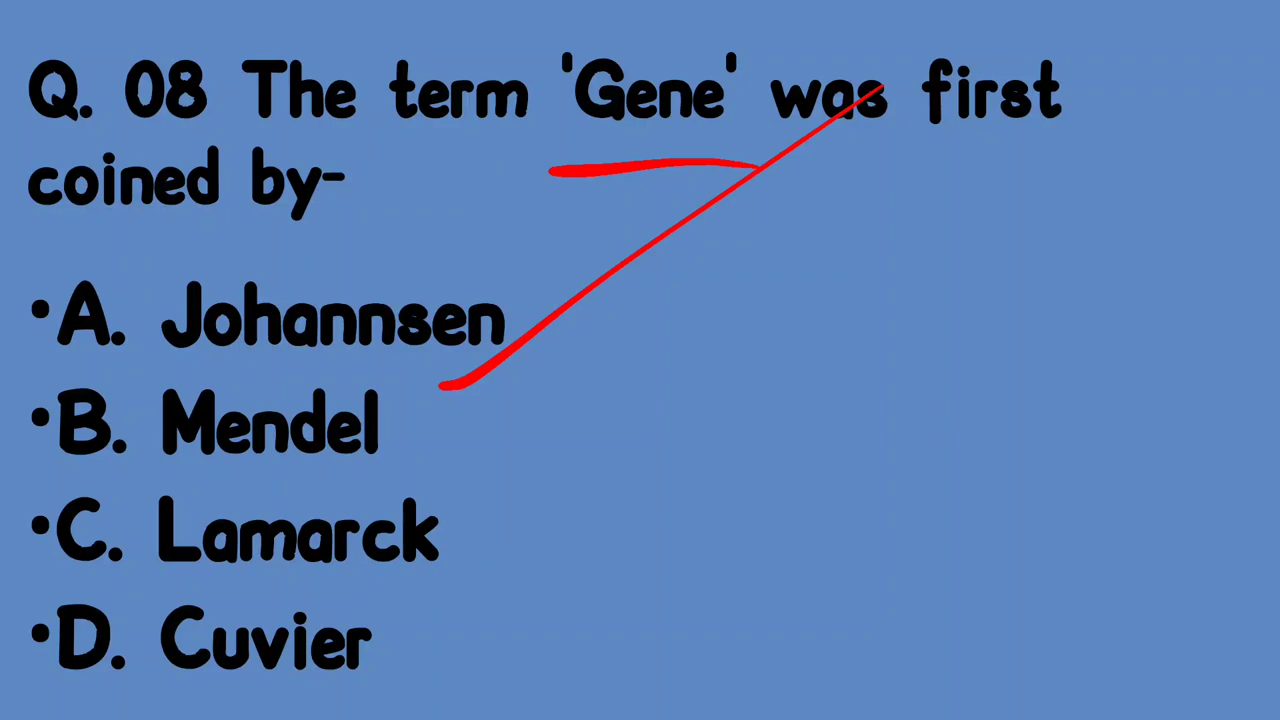 Q. 08 The term 'Gene' was first
coined by-
•A. Johannsen
•B. Mendel
•C. Lamarck
•D. Cuvier